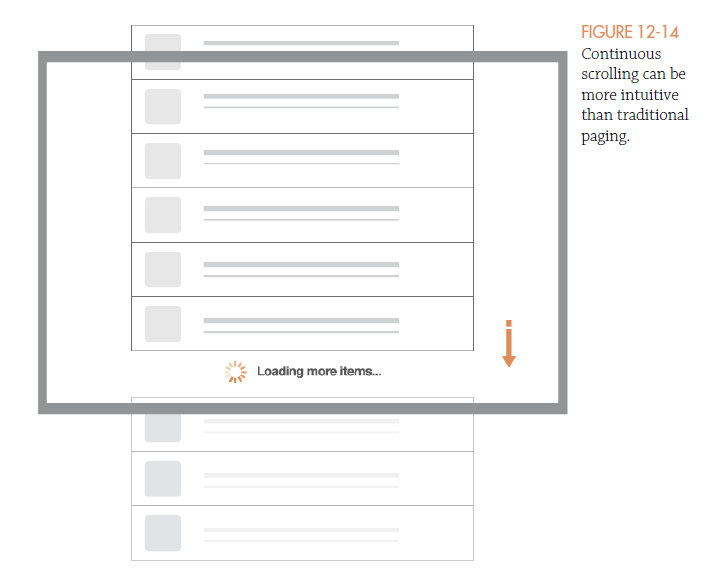 FIGURE 12-14
Continuous
scrolling can be
more intuitive
than traditional
paging.
Loading more items...